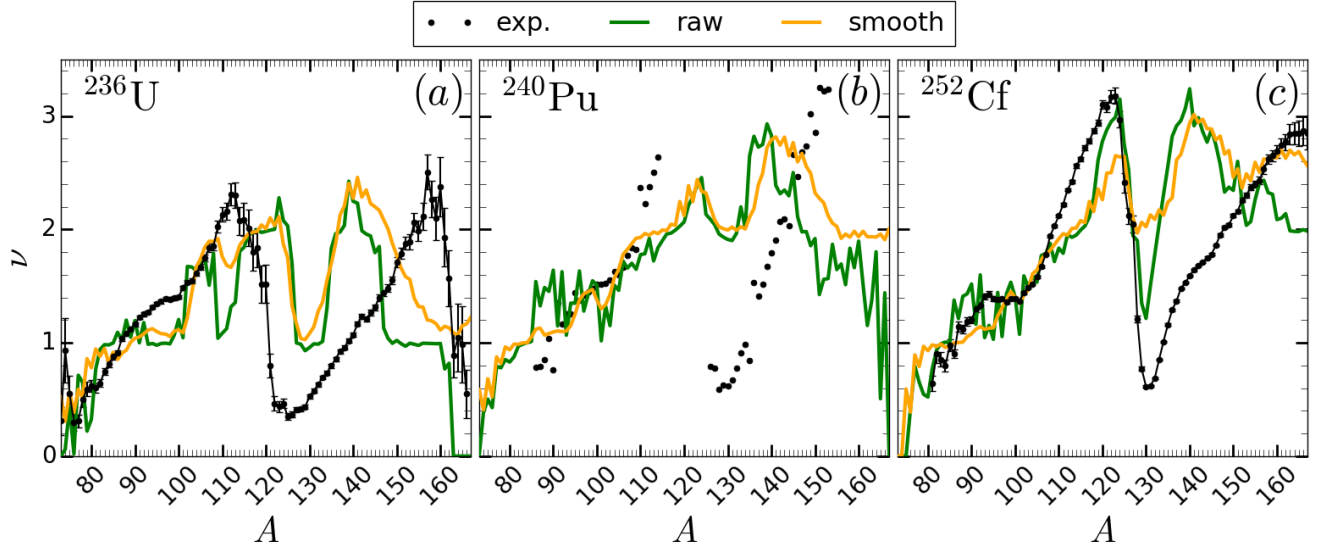 exp. raw smooth
²³⁶U (a) ²⁴⁰Pu (b) ²⁵²Cf (c)
3
2
1
0
ν
80 90 100 110 120 130 140 150 160 80 90 100 110 120 130 140 150 160 80 90 100 110 120 130 140 150 160
A A A